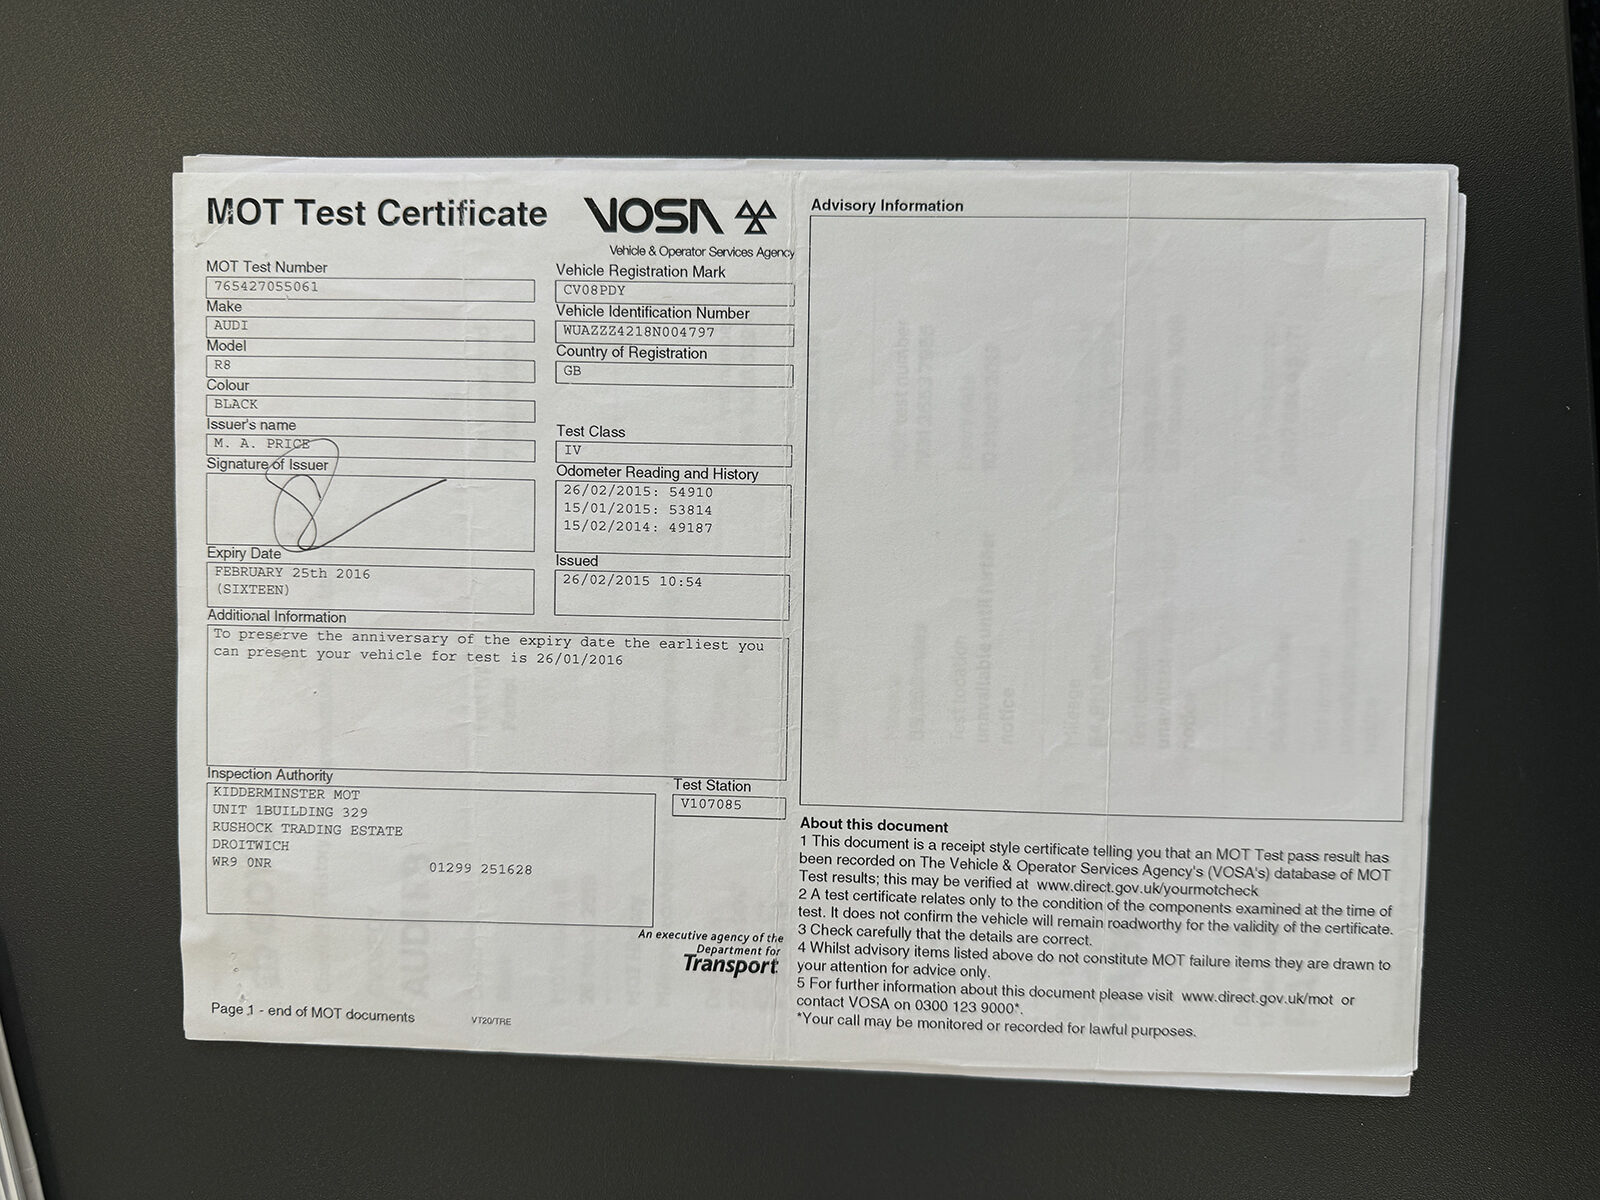 MOT Test Certificate
VOSA
Vehicle & Operator Services Agency
MOT Test Number
765427055061
Make
AUDI
Model
R8
Colour
BLACK
Issuer's name
M. A. PRICE
Signature of Issuer
Expiry Date
FEBRUARY 25th 2016
(SIXTEEN)
Vehicle Registration Mark
CV08PDY
Vehicle Identification Number
WUAZZZ4218N004797
Country of Registration
GB
Test Class
IV
Odometer Reading and History
26/02/2015: 54910
15/01/2015: 53814
15/02/2014: 49187
Issued
26/02/2015 10:54
Additional Information
To preserve the anniversary of the expiry date the earliest you
can present your vehicle for test is 26/01/2016
Inspection Authority
KIDDERMINSTER MOT
UNIT 1BUILDING 329
RUSHOCK TRADING ESTATE
DROITWICH
WR9 0NR 01299 251628
Test Station
V107085
An executive agency of the
Department for
Transport
Page 1 - end of MOT documents
VT20/TRE
Advisory Information
About this document
1 This document is a receipt style certificate telling you that an MOT Test pass result has
been recorded on The Vehicle & Operator Services Agency's (VOSA's) database of MOT
Test results; this may be verified at www.direct.gov.uk/yourmotcheck
2 A test certificate relates only to the condition of the components examined at the time of
test. It does not confirm the vehicle will remain roadworthy for the validity of the certificate.
3 Check carefully that the details are correct.
4 Whilst advisory items listed above do not constitute MOT failure items they are drawn to
your attention for advice only.
5 For further information about this document please visit www.direct.gov.uk/mot or
contact VOSA on 0300 123 9000*.
*Your call may be monitored or recorded for lawful purposes.